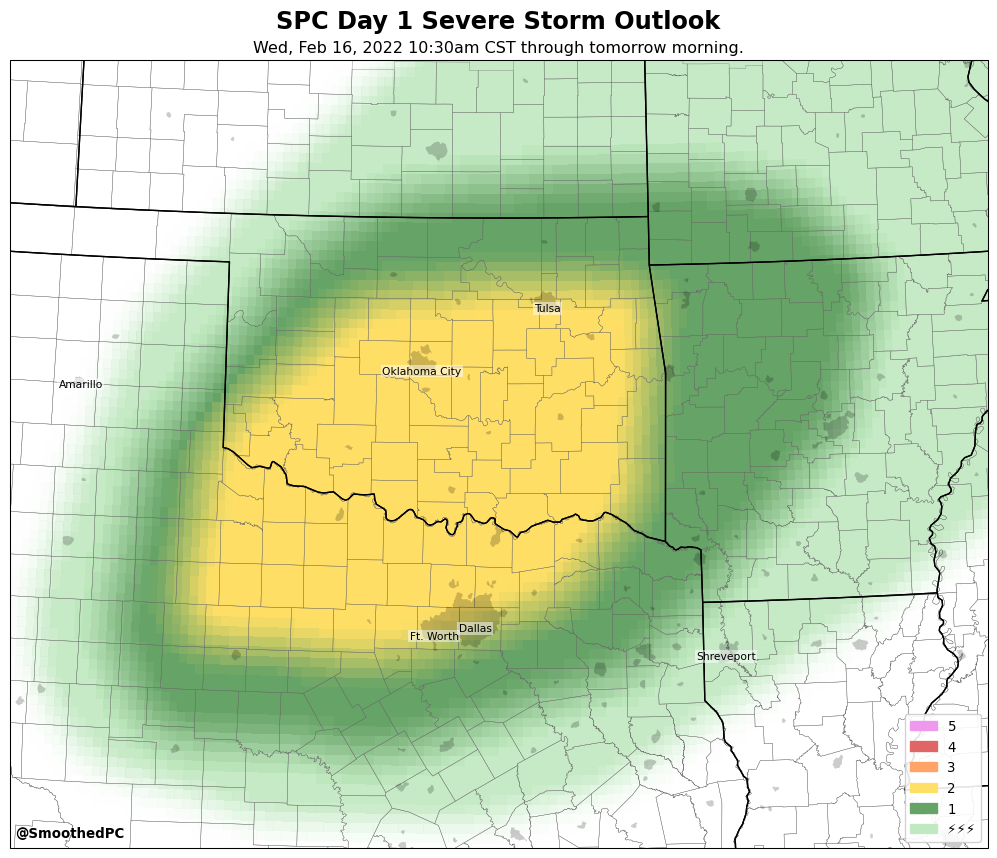 SPC Day 1 Severe Storm Outlook
Wed, Feb 16, 2022 10:30am CST through tomorrow morning.
Tulsa
Oklahoma City
Amarillo
Dallas
Ft. Worth
Shreveport
5
4
3
2
1
⚡⚡⚡
@SmoothedPC